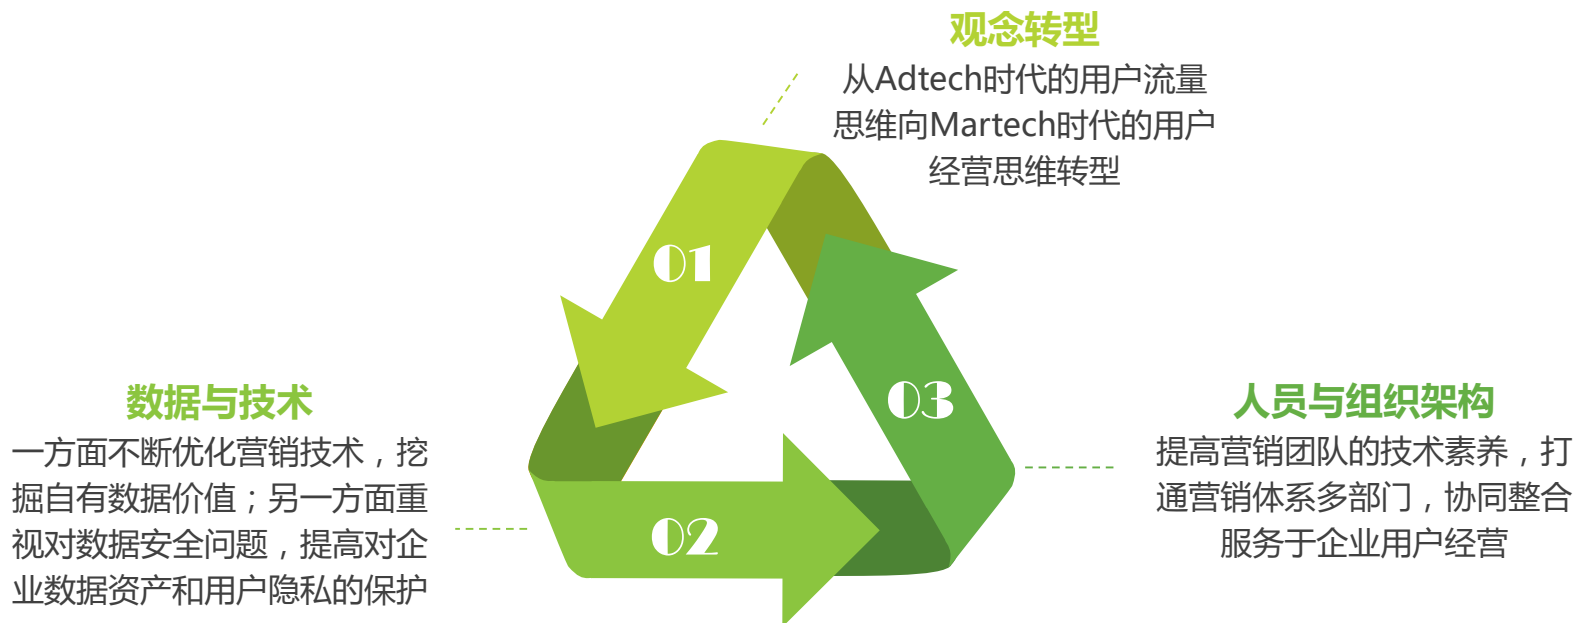 观念转型
从Adtech时代的用户流量
思维向Martech时代的用户
经营思维转型
01
数据与技术
一方面不断优化营销技术，挖
掘自有数据价值；另一方面重
视对数据安全问题，提高对企
业数据资产和用户隐私的保护
02
03
人员与组织架构
提高营销团队的技术素养，打
通营销体系多部门，协同整合
服务于企业用户经营